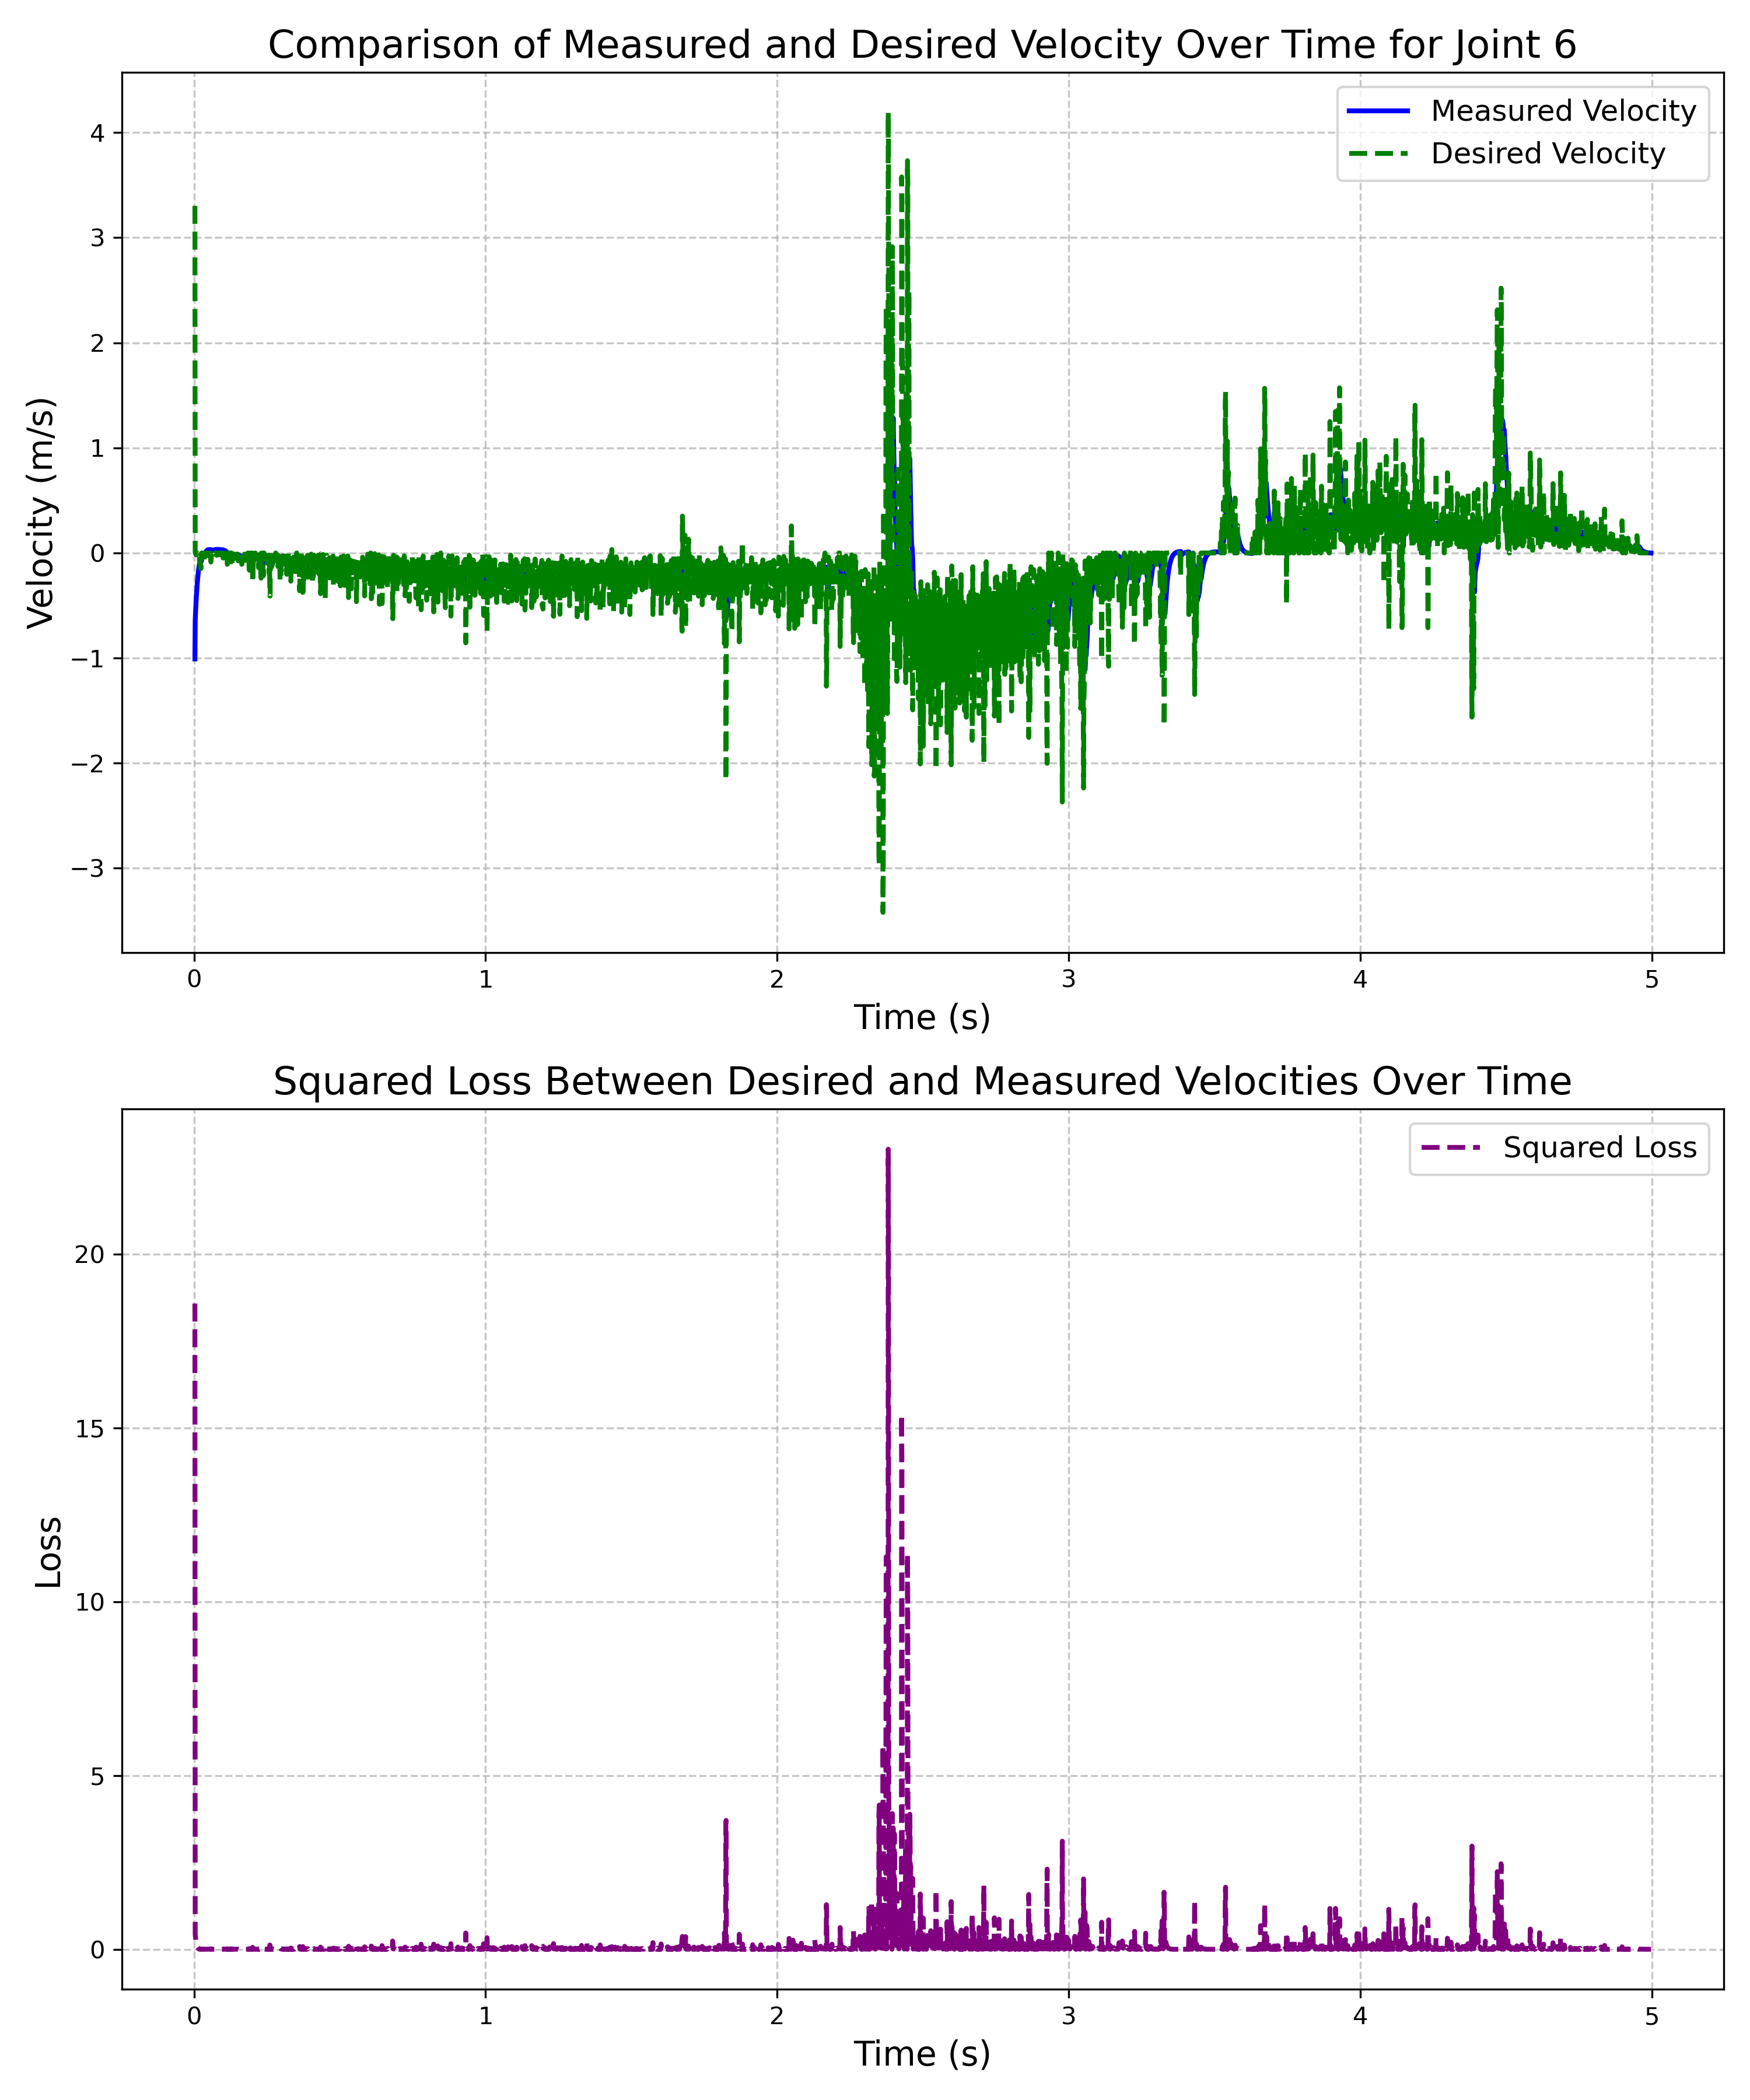 Comparison of Measured and Desired Velocity Over Time for Joint 6
Measured Velocity
Desired Velocity
Velocity (m/s)
4
3
2
1
0
−1
−2
−3
0 1 2 3 4 5
Time (s)
Squared Loss Between Desired and Measured Velocities Over Time
Squared Loss
Loss
20
15
10
5
0
0 1 2 3 4 5
Time (s)